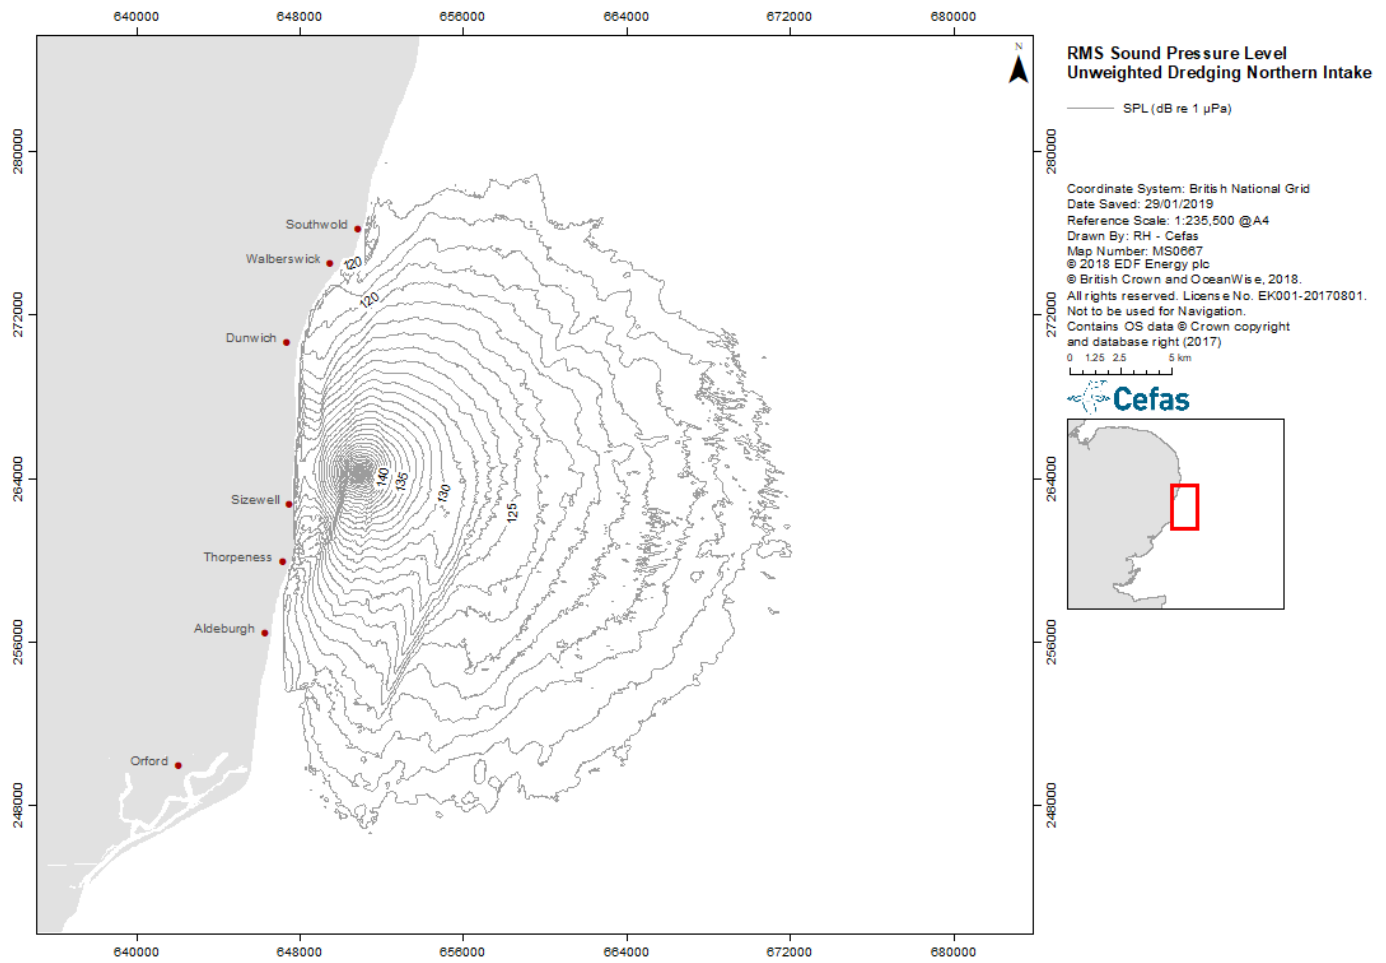 640000 648000 656000 664000 672000 680000
N
RMS Sound Pressure Level
Unweighted Dredging Northern Intake
SPL (dB re 1 µPa)
280000 280000
Coordinate System: British National Grid
Date Saved: 29/01/2019
Reference Scale: 1:235,500 @A4
Drawn By: RH - Cefas
Map Number: MS0667
© 2018 EDF Energy plc
© British Crown and OceanWise, 2018.
All rights reserved. License No. EK001-20170801.
Not to be used for Navigation.
Contains OS data © Crown copyright
and database right (2017)
0 1.25 2.5 5 km
Cefas
Southwold
Walberswick
120
120
272000 272000
Dunwich
264000 264000
140 135 130 125
Sizewell
Thorpeness
Aldeburgh
256000 256000
Orford
248000 248000
640000 648000 656000 664000 672000 680000